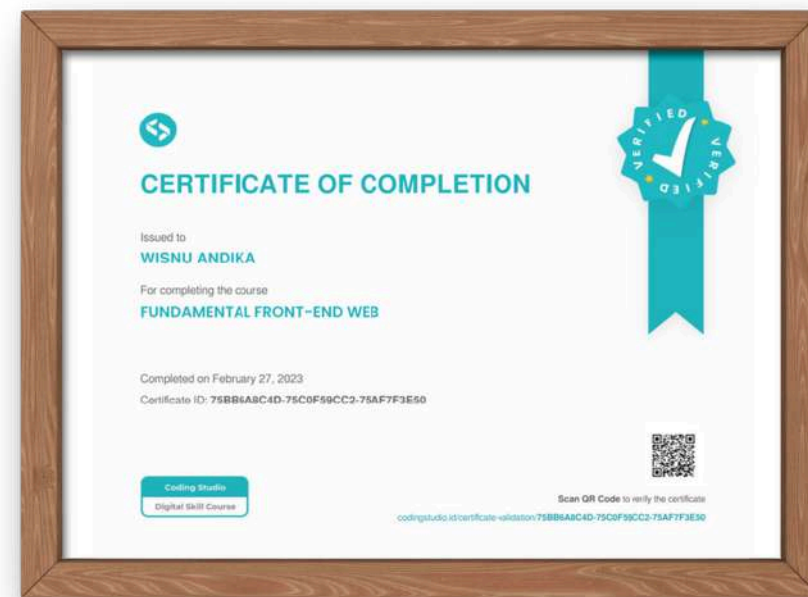 CERTIFICATE OF COMPLETION
VERIFIED
VERIFIED
VERIFIED
Issued to
WISNU ANDIKA
For completing the course
FUNDAMENTAL FRONT-END WEB
Completed on February 27, 2023
Certificate ID: 75BB6A8C4D-75C0F59CC2-75AF7F3E50
Coding Studio
Digital Skill Course
Scan QR Code to verify the certificate
codingstudio.id/certificate-validation/75BB6A8C4D-75C0F59CC2-75AF7F3E50